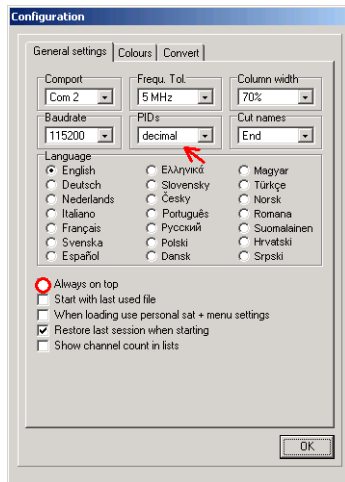 Configuration
General settings Colours Convert
Comport Frequ. Tol. Column width
Com 2 5 MHz 70%
Baudrate PIDs Cut names
115200 decimal End
Language
English Ελληνικά Magyar
Deutsch Slovensky Türkçe
Nederlands Česky Norsk
Italiano Português Romana
Français Русский Suomalainen
Svenska Polski Hrvatski
Español Dansk Srpski
Always on top
Start with last used file
When loading use personal sat + menu settings
Restore last session when starting
Show channel count in lists
OK